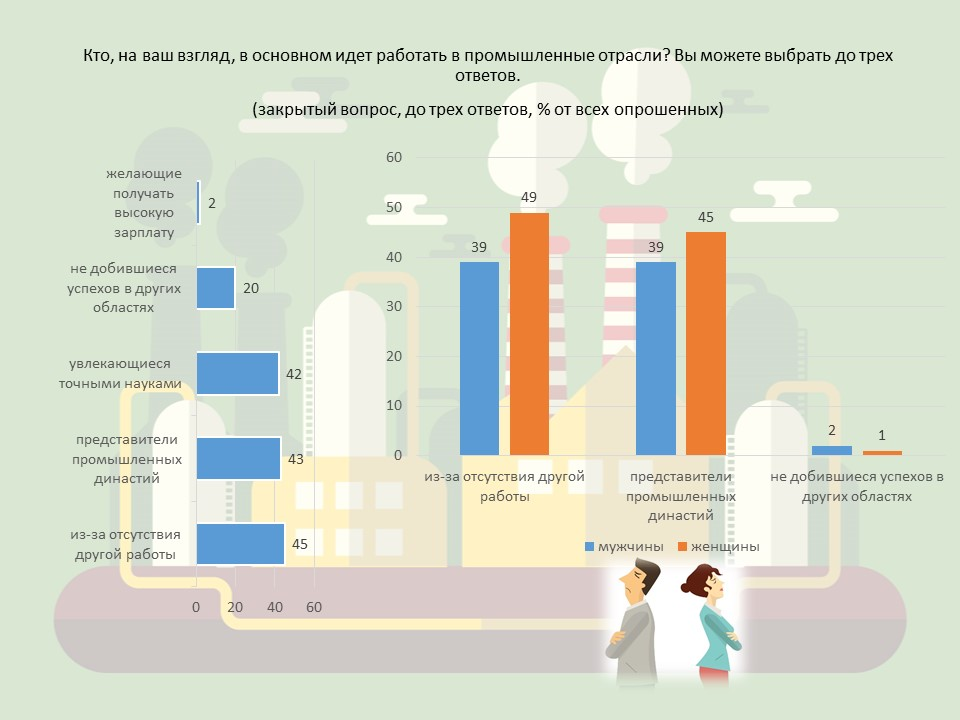 Кто, на ваш взгляд, в основном идет работать в промышленные отрасли? Вы можете выбрать до трех
ответов.
(закрытый вопрос, до трех ответов, % от всех опрошенных)
желающие
получать
высокую
зарплату
2
не добившиеся
успехов в других
областях
20
увлекающиеся
точными науками
42
представители
промышленных
династий
43
из-за отсутствия
другой работы
45
0 20 40 60
60
50
40
30
20
10
0
39
49
39
45
2
1
из-за отсутствия другой
работы
представители
промышленных
династий
не добившиеся успехов в
других областях
мужчины женщины